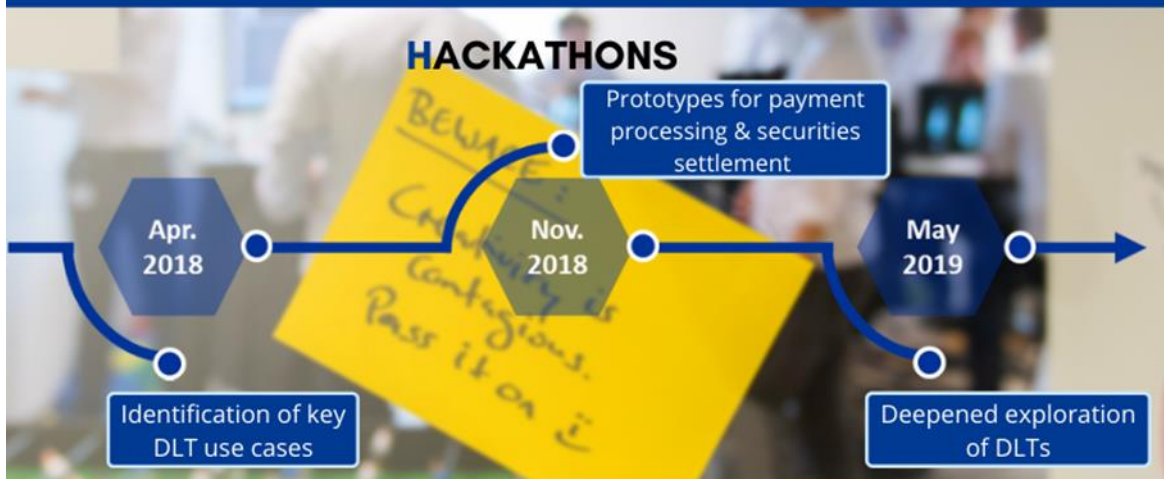 HACKATHONS
Prototypes for payment
processing & securities
settlement
BEWARE:
Creativity is
contagious.
Pass it on
Apr.
2018
Nov.
2018
May
2019
Identification of key
DLT use cases
Deepened exploration
of DLTs